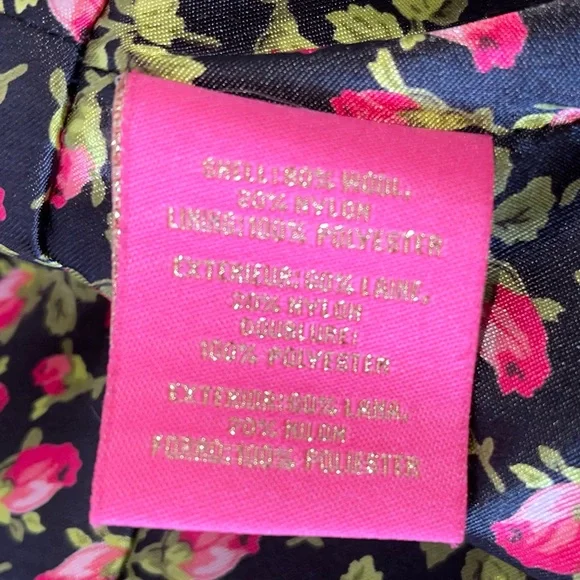 SHELL:80% WOOL,
20% NYLON
LINING:100% POLYESTER
EXTERIEUR:80% LAINE,
20% NYLON
DOUBLURE:
100% POLYESTER
EXTERIOR:80% LANA,
20% NILON
FORRO:100% POLIESTER